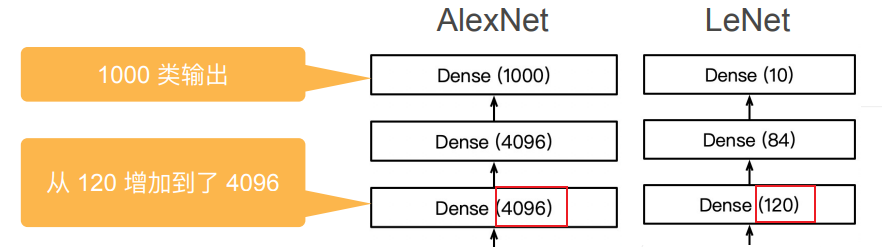 AlexNet
LeNet
1000 类输出
Dense (1000)
Dense (10)
Dense (4096)
Dense (84)
从 120 增加到了 4096
Dense (4096)
Dense (120)